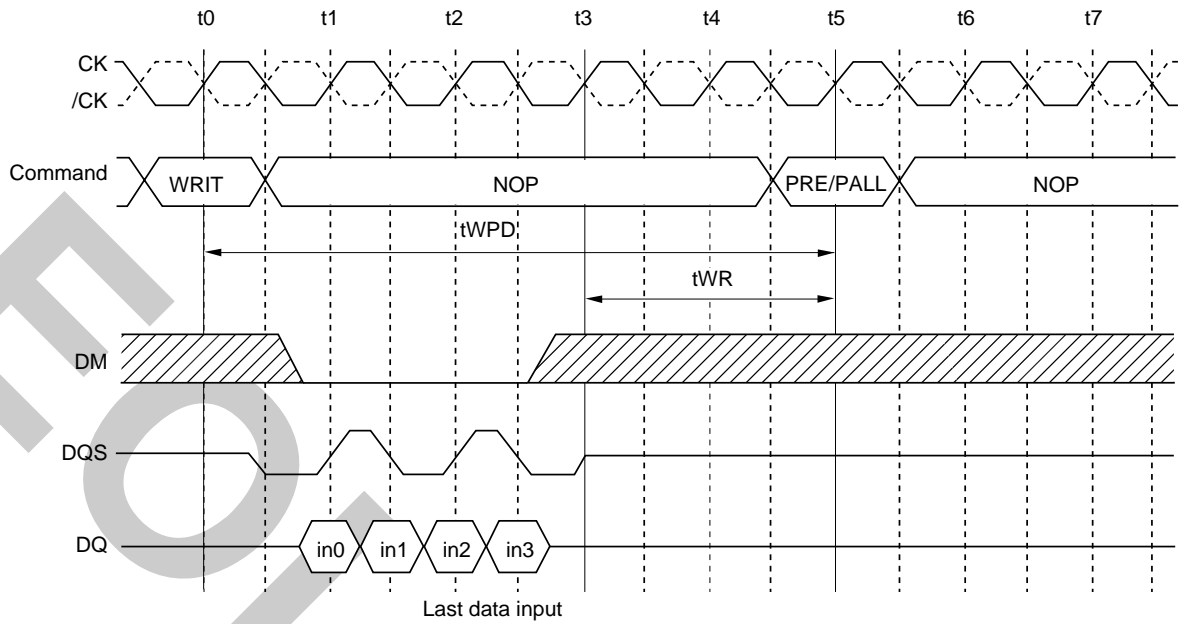 t0 t1 t2 t3 t4 t5 t6 t7
CK
/CK
Command WRIT NOP PRE/PALL NOP
tWPD
tWR
DM
DQS
DQ in0 in1 in2 in3
Last data input